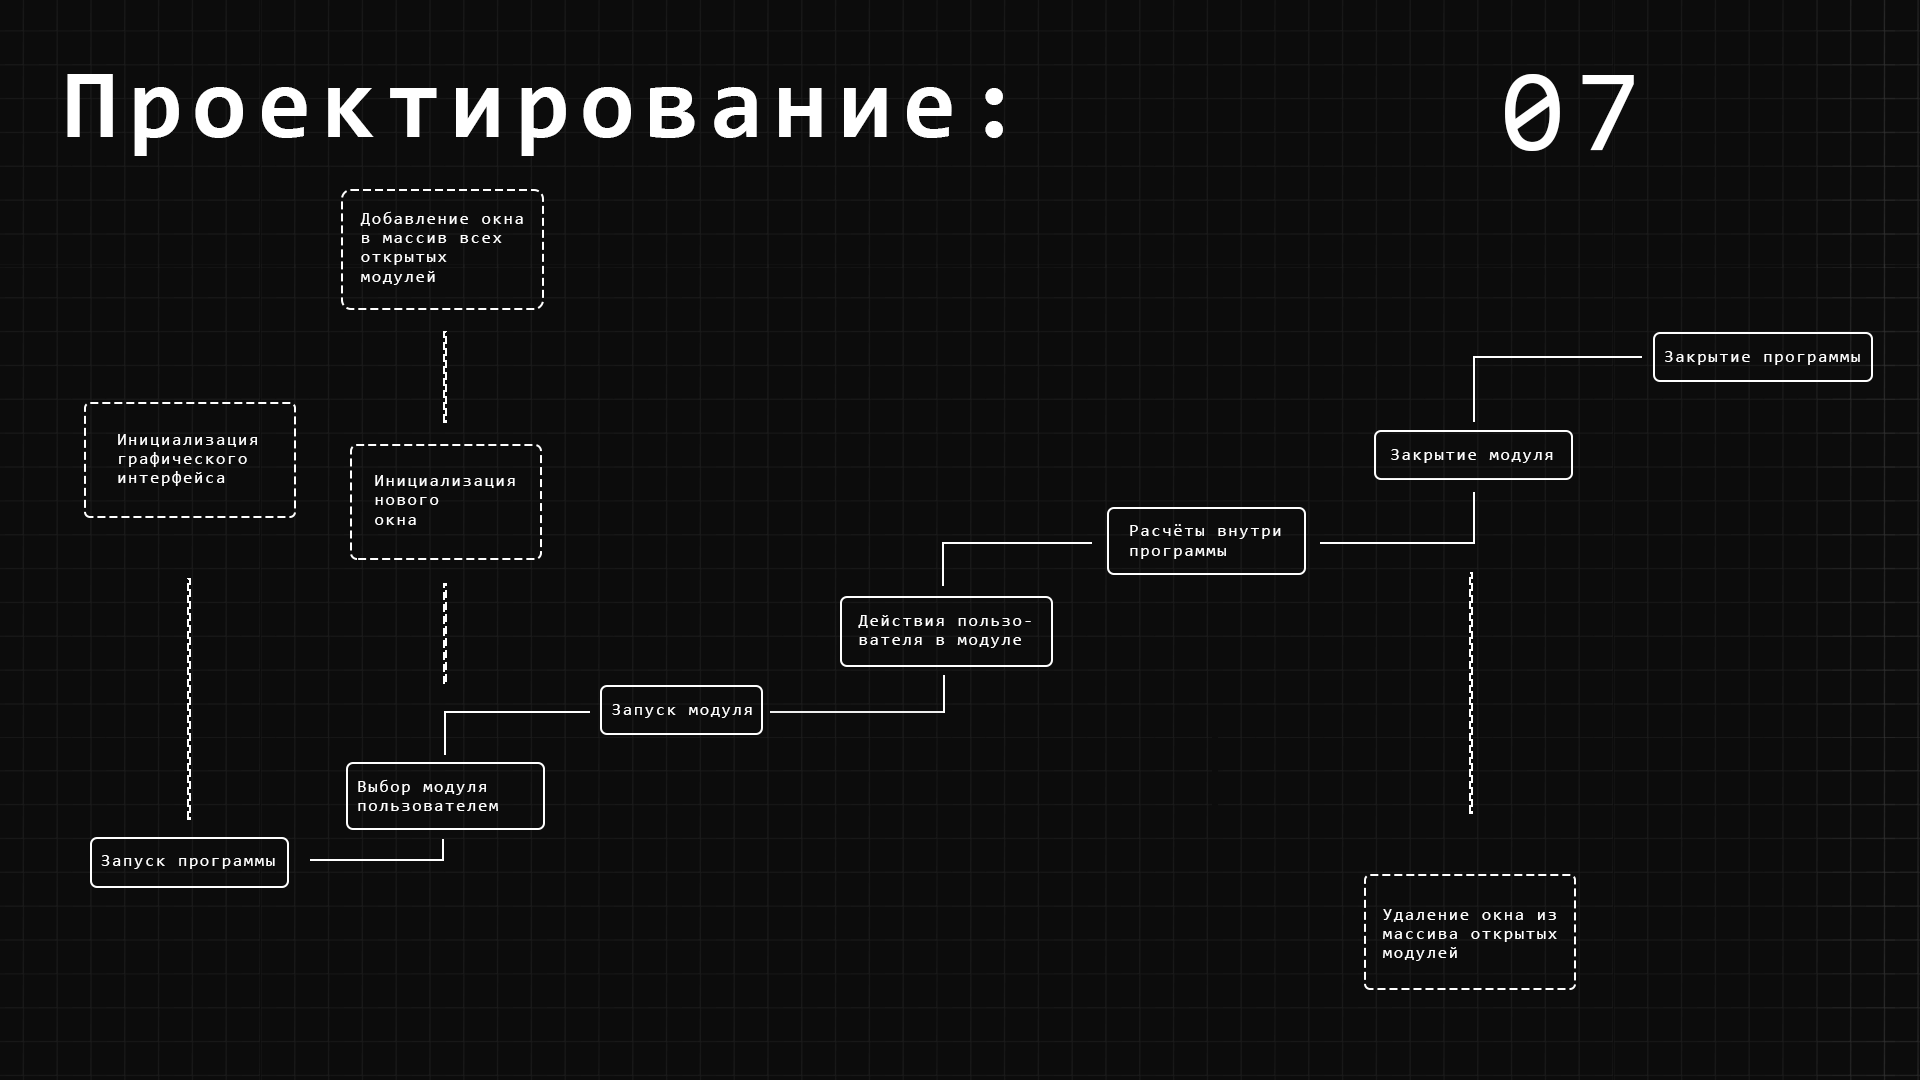 Проектирование:
07
Добавление окна
в массив всех
открытых
модулей
Инициализация
графического
интерфейса
Инициализация
нового
окна
Закрытие программы
Закрытие модуля
Расчёты внутри
программы
Действия пользо-
вателя в модуле
Запуск модуля
Выбор модуля
пользователем
Запуск программы
Удаление окна из
массива открытых
модулей